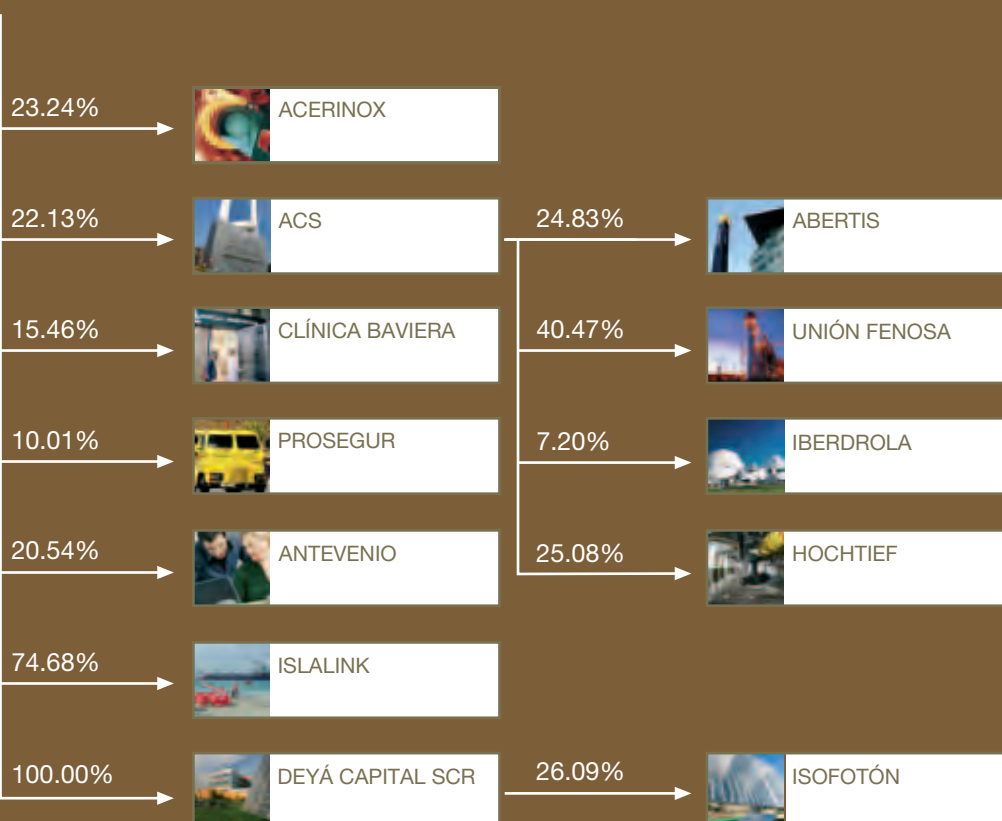 23.24% ACERINOX
22.13% ACS 24.83% ABERTIS
15.46% CLÍNICA BAVIERA 40.47% UNIÓN FENOSA
10.01% PROSEGUR 7.20% IBERDROLA
20.54% ANTEVENIO 25.08% HOCHTIEF
74.68% ISLALINK
100.00% DEYÁ CAPITAL SCR 26.09% ISOFOTÓN